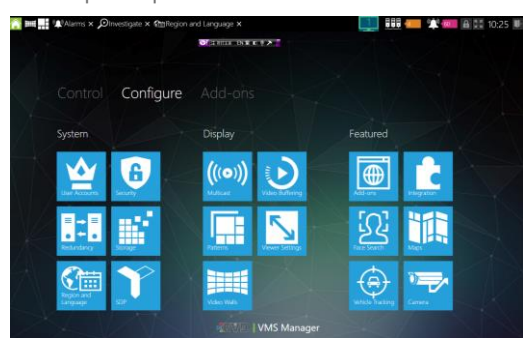 Alarms × Investigate × Region and Language × 10:25
Control Configure Add-ons
System Display Featured
User Accounts Security Multicast Video Buffering Add-ons Integration
Redundancy Storage Patterns Viewer Settings Face Search Maps
Region and Language SDP Video Walls Vehicle Tracking Camera
VMS Manager